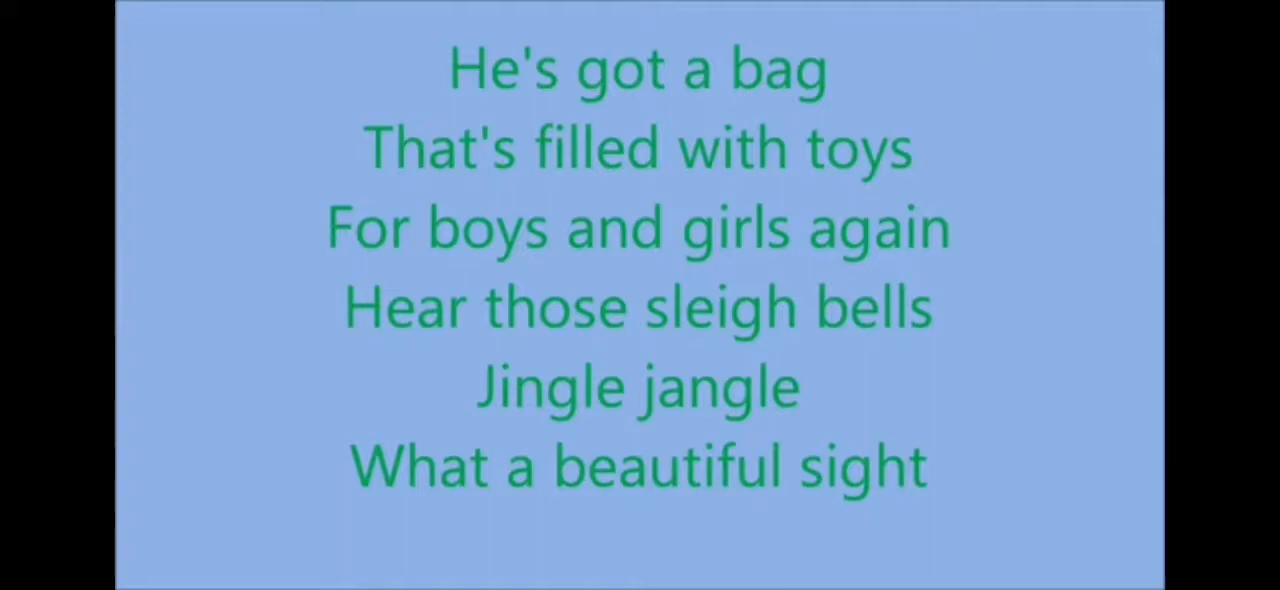 He's got a bag
That's filled with toys
For boys and girls again
Hear those sleigh bells
Jingle jangle
What a beautiful sight